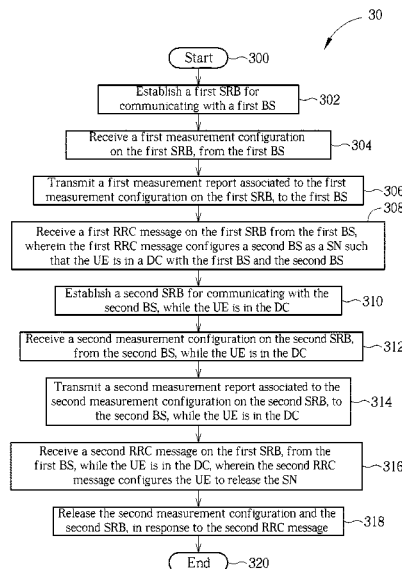 30
Start
300
Establish a first SRB for
communicating with a first BS
302
Receive a first measurement configuration
on the first SRB, from the first BS
304
Transmit a first measurement report associated to the first
measurement configuration on the first SRB, to the first BS
306
308
Receive a first RRC message on the first SRB from the first BS,
wherein the first RRC message configures a second BS as a SN such
that the UE is in a DC with the first BS and the second BS
Establish a second SRB for communicating with the
second BS, while the UE is in the DC
310
Receive a second measurement configuration on the second SRB,
from the second BS, while the UE is in the DC
312
Transmit a second measurement report associated to the
second measurement configuration on the second SRB, to
the second BS, while the UE is in the DC
314
Receive a second RRC message on the first SRB, from the
first BS, while the UE is in the DC, wherein the second RRC
message configures the UE to release the SN
316
Release the second measurement configuration and the
second SRB, in response to the second RRC message
318
End
320